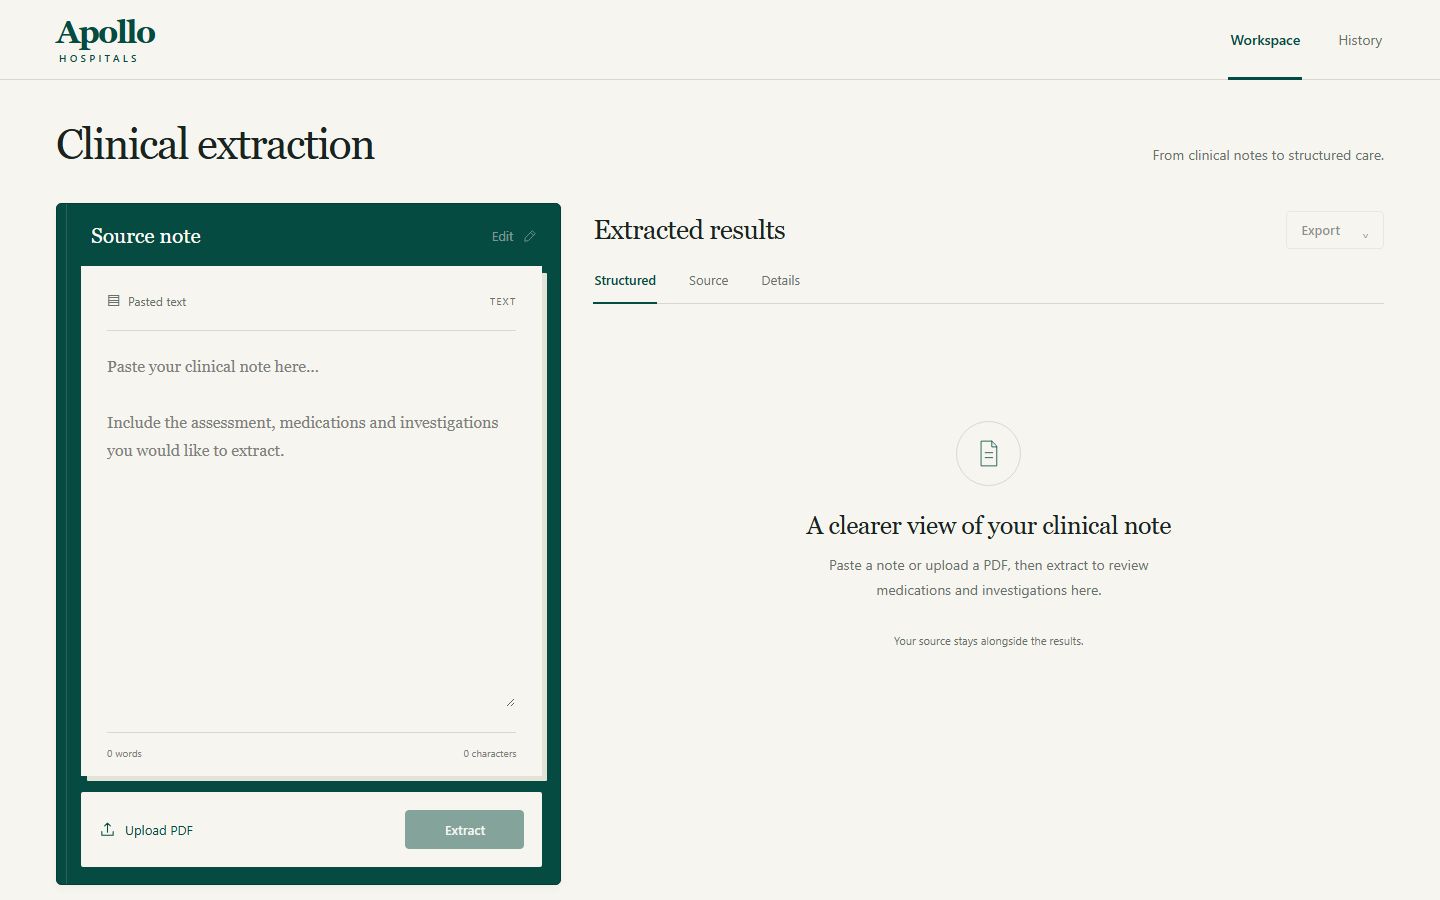 Apollo
HOSPITALS
Workspace
History
Clinical extraction
From clinical notes to structured care.
Source note
Edit
Pasted text
TEXT
Paste your clinical note here...
Include the assessment, medications and investigations
you would like to extract.
0 words
0 characters
Upload PDF
Extract
Extracted results
Export
Structured
Source
Details
A clearer view of your clinical note
Paste a note or upload a PDF, then extract to review
medications and investigations here.
Your source stays alongside the results.